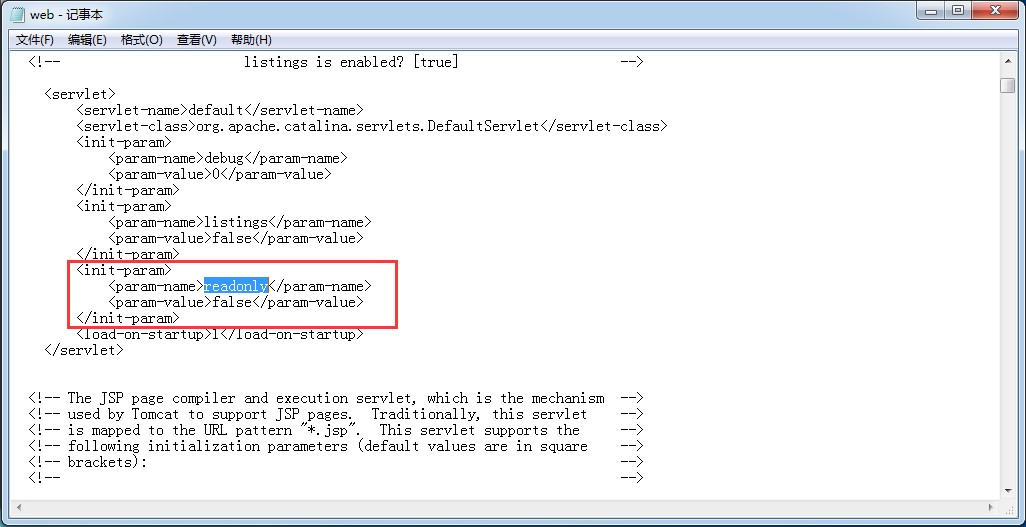 web - 记事本
文件(F) 编辑(E) 格式(O) 查看(V) 帮助(H)
<!-- listings is enabled? [true] -->
<servlet>
<servlet-name>default</servlet-name>
<servlet-class>org.apache.catalina.servlets.DefaultServlet</servlet-class>
<init-param>
<param-name>debug</param-name>
<param-value>0</param-value>
</init-param>
<init-param>
<param-name>listings</param-name>
<param-value>false</param-value>
</init-param>
<init-param>
<param-name>readonly</param-name>
<param-value>false</param-value>
</init-param>
<load-on-startup>1</load-on-startup>
</servlet>
<!-- The JSP page compiler and execution servlet, which is the mechanism -->
<!-- used by Tomcat to support JSP pages. Traditionally, this servlet -->
<!-- is mapped to the URL pattern "*.jsp". This servlet supports the -->
<!-- following initialization parameters (default values are in square -->
<!-- brackets): -->
<!-- -->